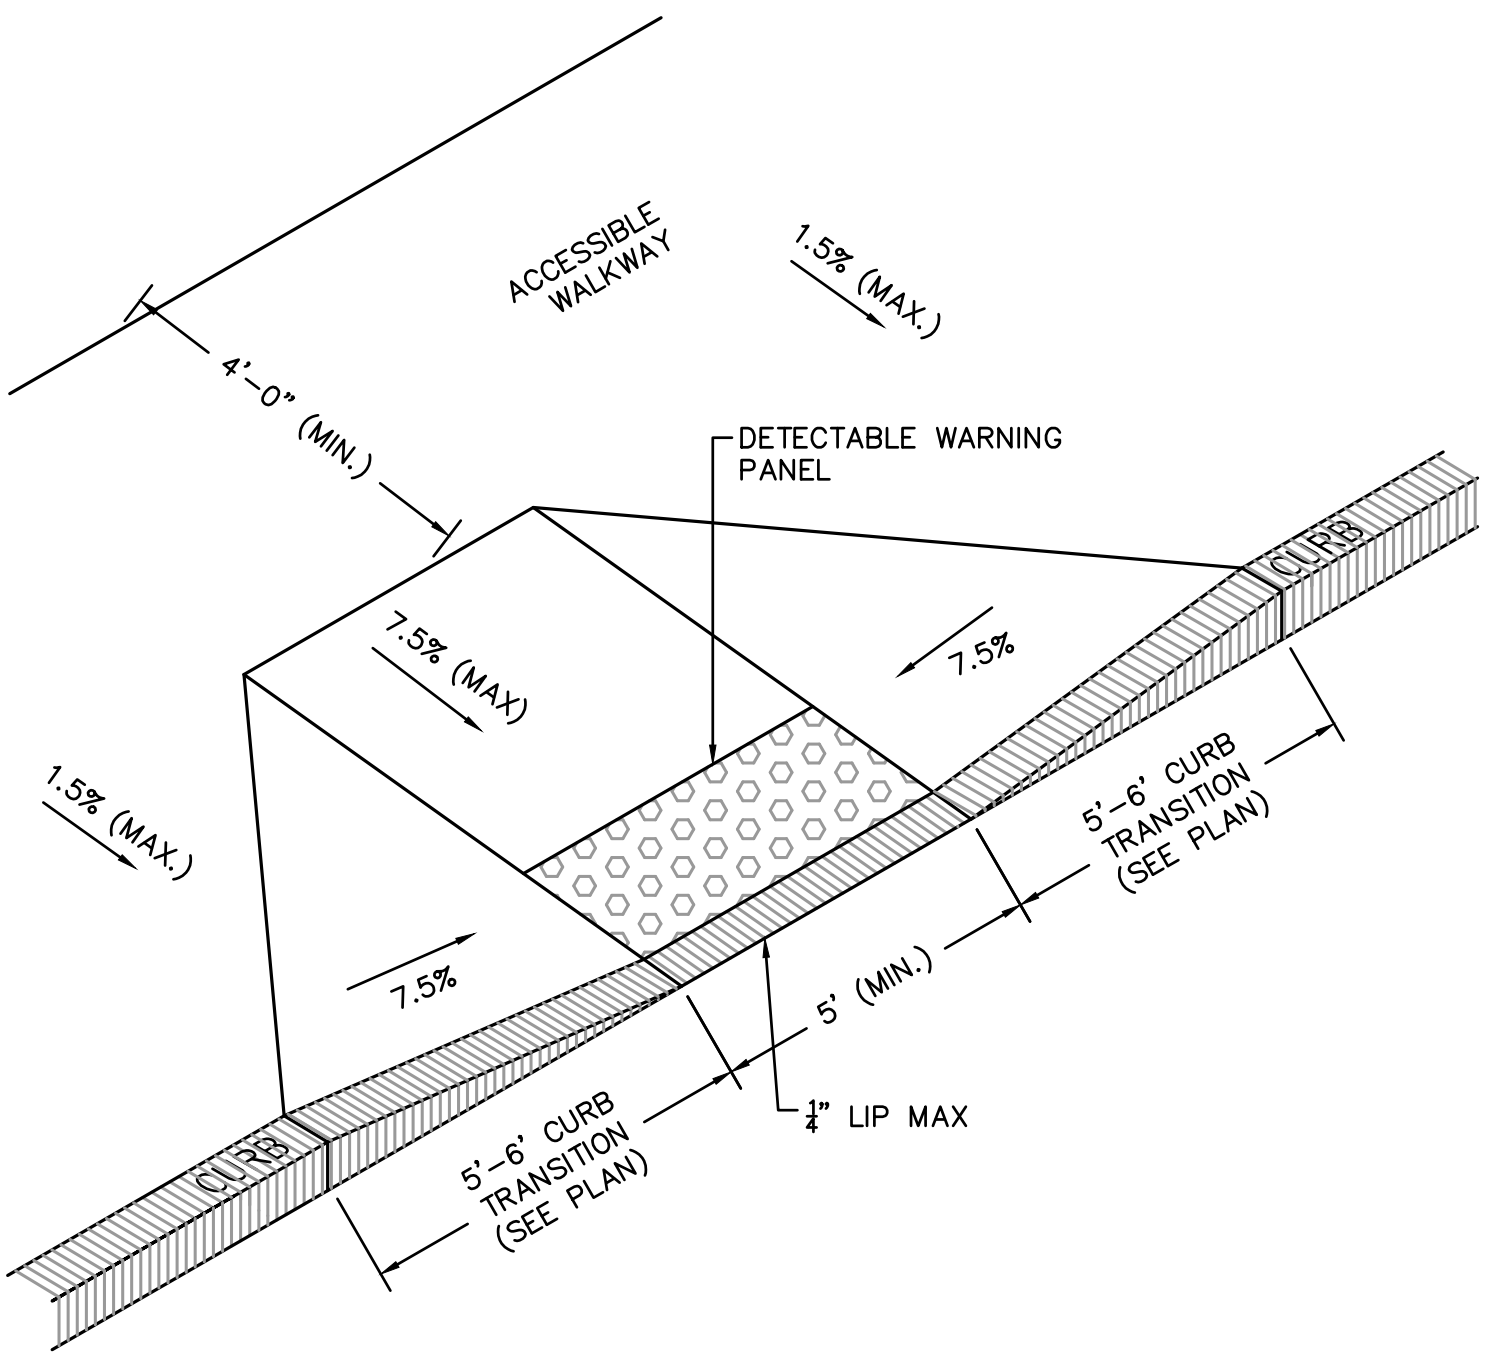 ACCESSIBLE
WALKWAY
1.5% (MAX.)
4'-0" (MIN.)
DETECTABLE WARNING
PANEL
CURB
7.5% (MAX)
7.5%
1.5% (MAX.)
5'-6' CURB
TRANSITION
(SEE PLAN)
7.5%
5' (MIN.)
1/4" LIP MAX
CURB
5'-6' CURB
TRANSITION
(SEE PLAN)